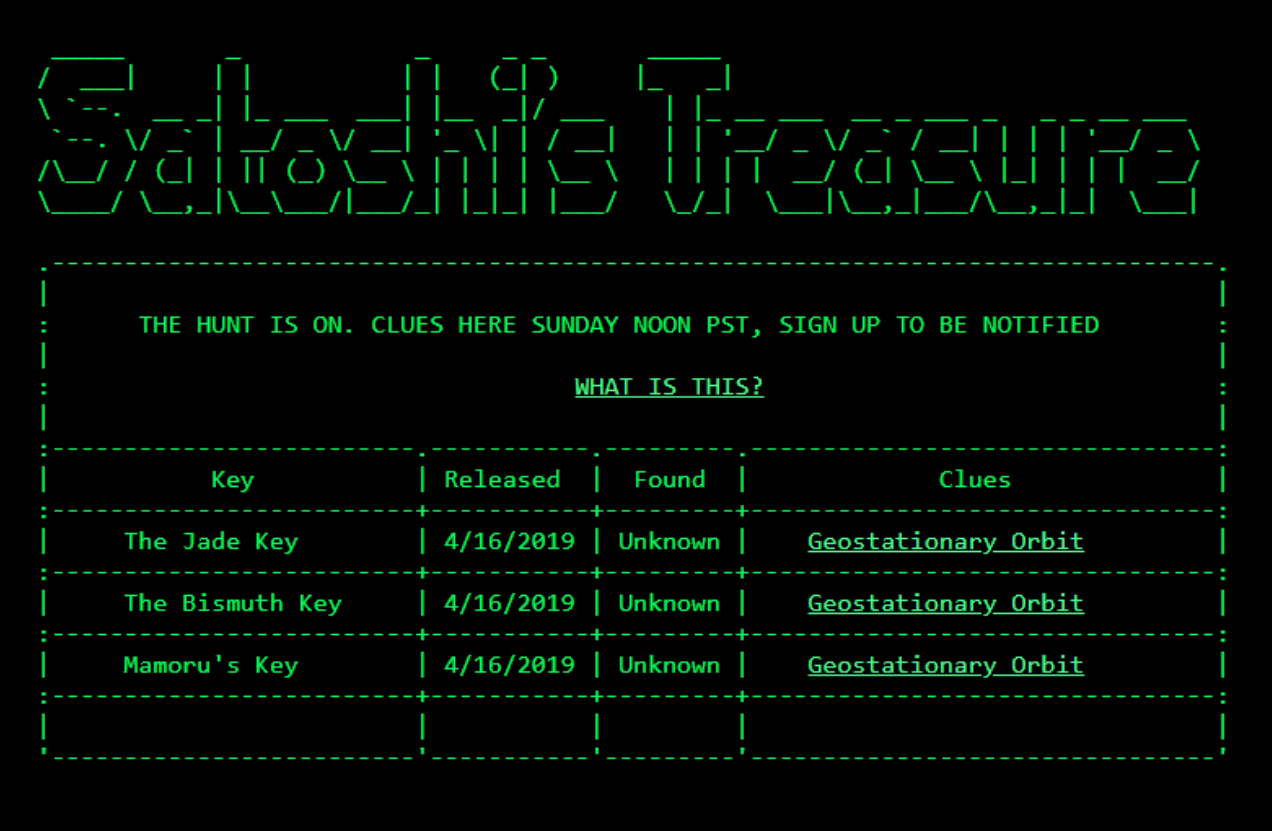 Satoshi's Treasure
THE HUNT IS ON. CLUES HERE SUNDAY NOON PST, SIGN UP TO BE NOTIFIED
WHAT IS THIS?
Key Released Found Clues
The Jade Key 4/16/2019 Unknown Geostationary Orbit
The Bismuth Key 4/16/2019 Unknown Geostationary Orbit
Mamoru's Key 4/16/2019 Unknown Geostationary Orbit